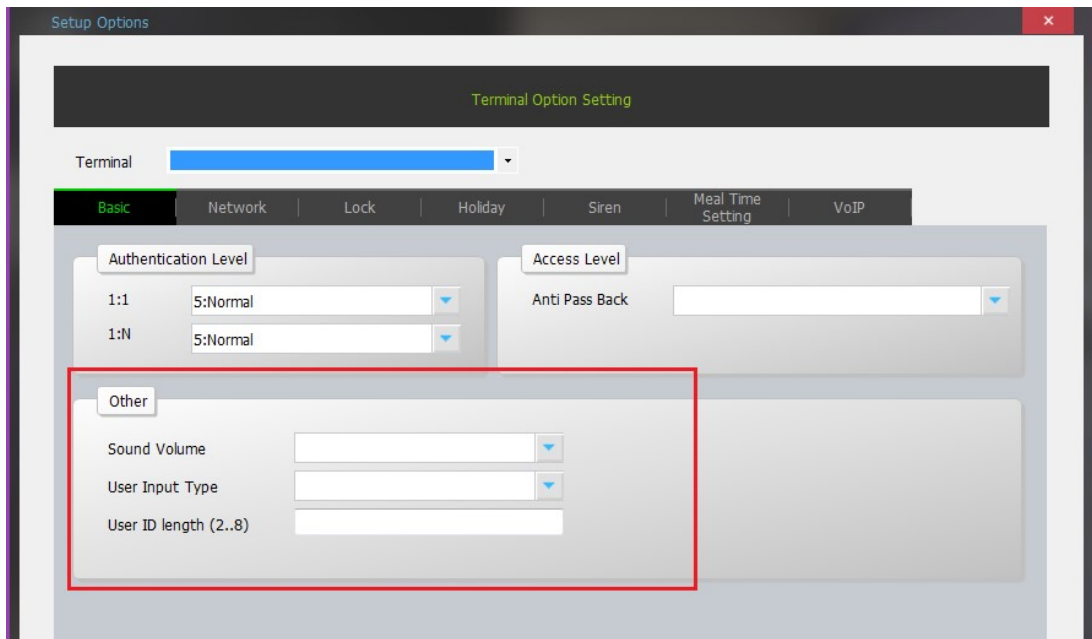 Setup Options
Terminal Option Setting
Terminal
Basic Network Lock Holiday Siren Meal Time Setting VoIP
Authentication Level
1:1 5:Normal
1:N 5:Normal
Access Level
Anti Pass Back
Other
Sound Volume
User Input Type
User ID length (2..8)